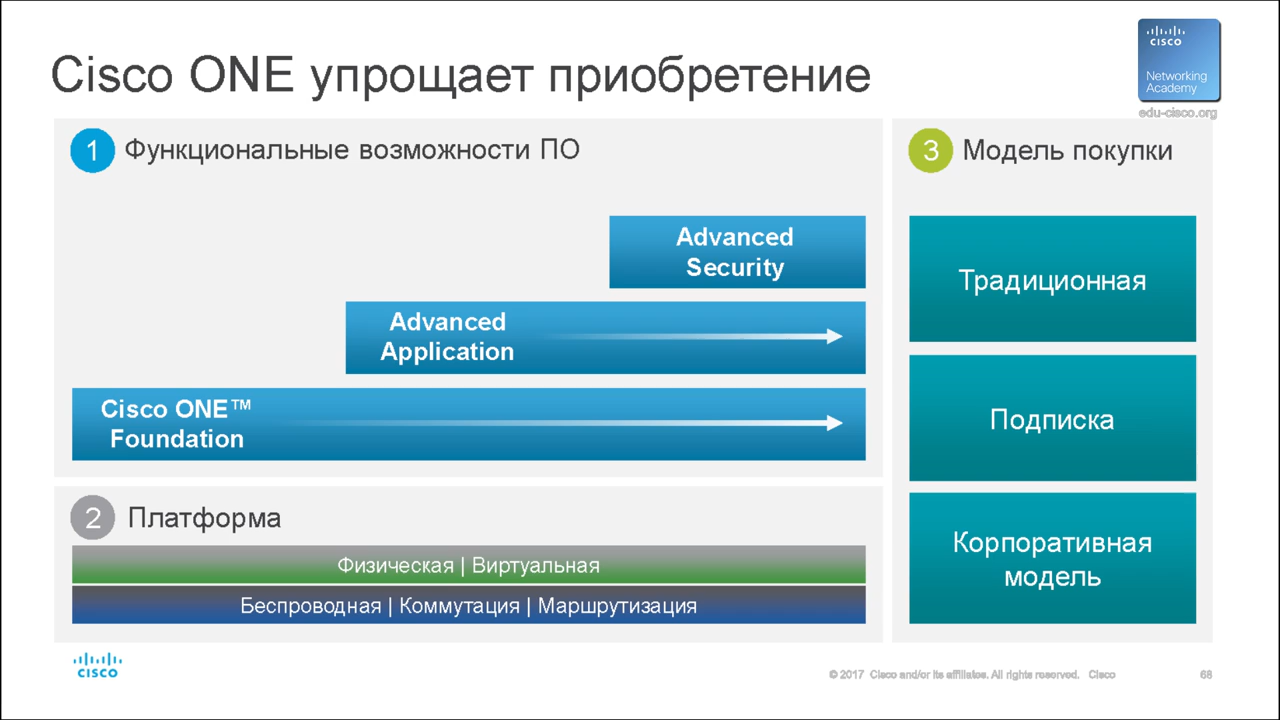 Cisco ONE упрощает приобретение
CISCO
Networking
Academy
edu-cisco.org
1 Функциональные возможности ПО
Advanced
Security
Advanced
Application
Cisco ONE™
Foundation
2 Платформа
Физическая | Виртуальная
Беспроводная | Коммутация | Маршрутизация
3 Модель покупки
Традиционная
Подписка
Корпоративная
модель
CISCO
© 2017 Cisco and/or its affiliates. All rights reserved. Cisco
68